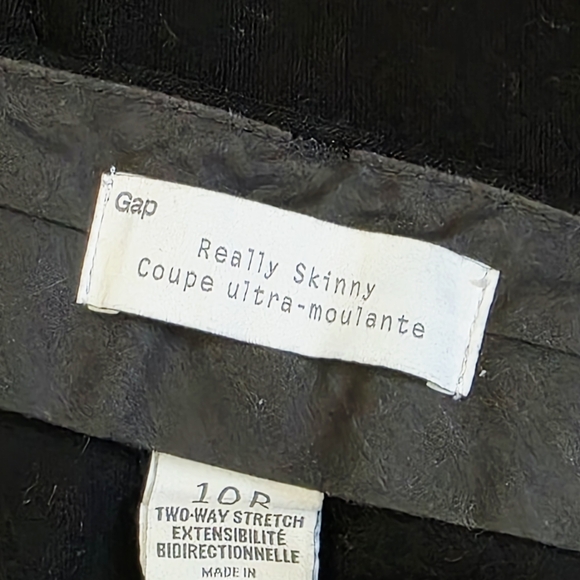 Gap
Really Skinny
Coupe ultra-moulante
10R
TWO-WAY STRETCH
EXTENSIBILITÉ
BIDIRECTIONNELLE
MADE IN